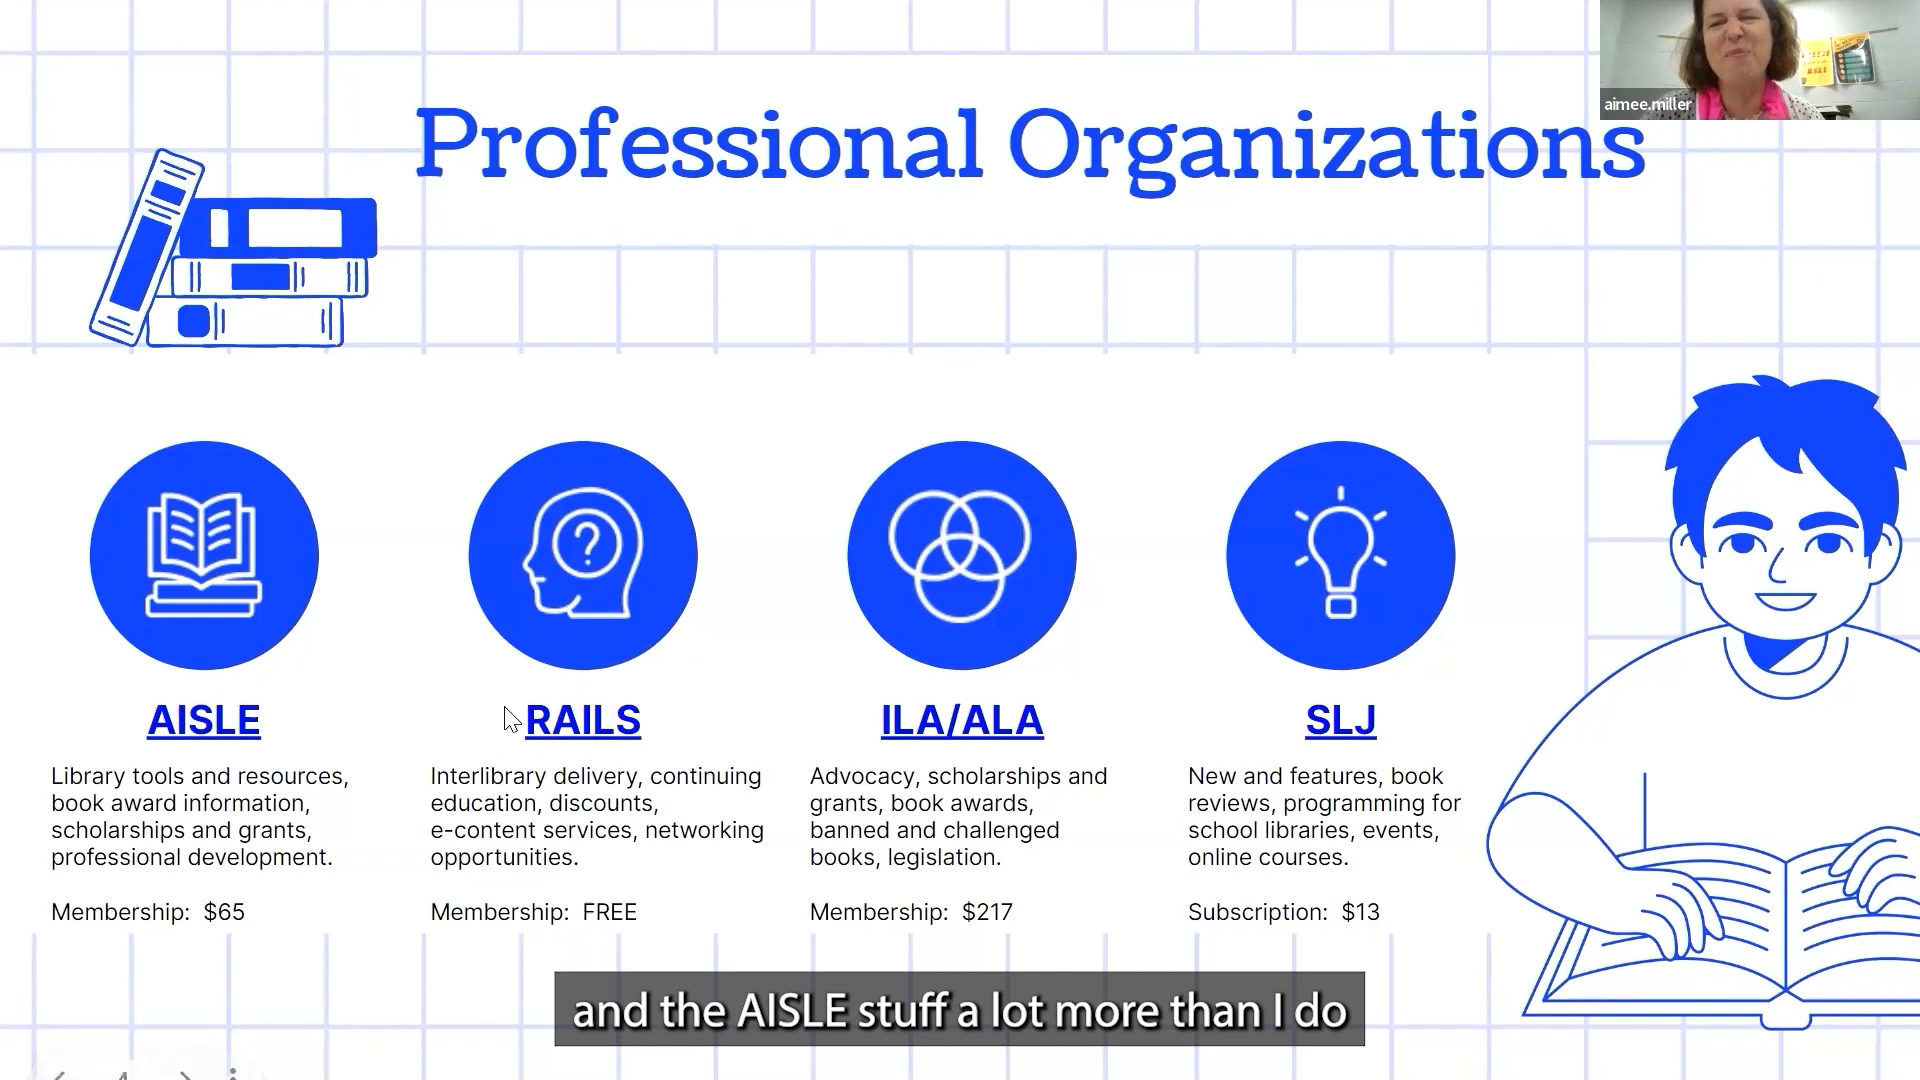 aimee.miller
Professional Organizations
AISLE
Library tools and resources,
book award information,
scholarships and grants,
professional development.
Membership: $65
RAILS
Interlibrary delivery, continuing
education, discounts,
e-content services, networking
opportunities.
Membership: FREE
ILA/ALA
Advocacy, scholarships and
grants, book awards,
banned and challenged
books, legislation.
Membership: $217
SLJ
New and features, book
reviews, programming for
school libraries, events,
online courses.
Subscription: $13
and the AISLE stuff a lot more than I do